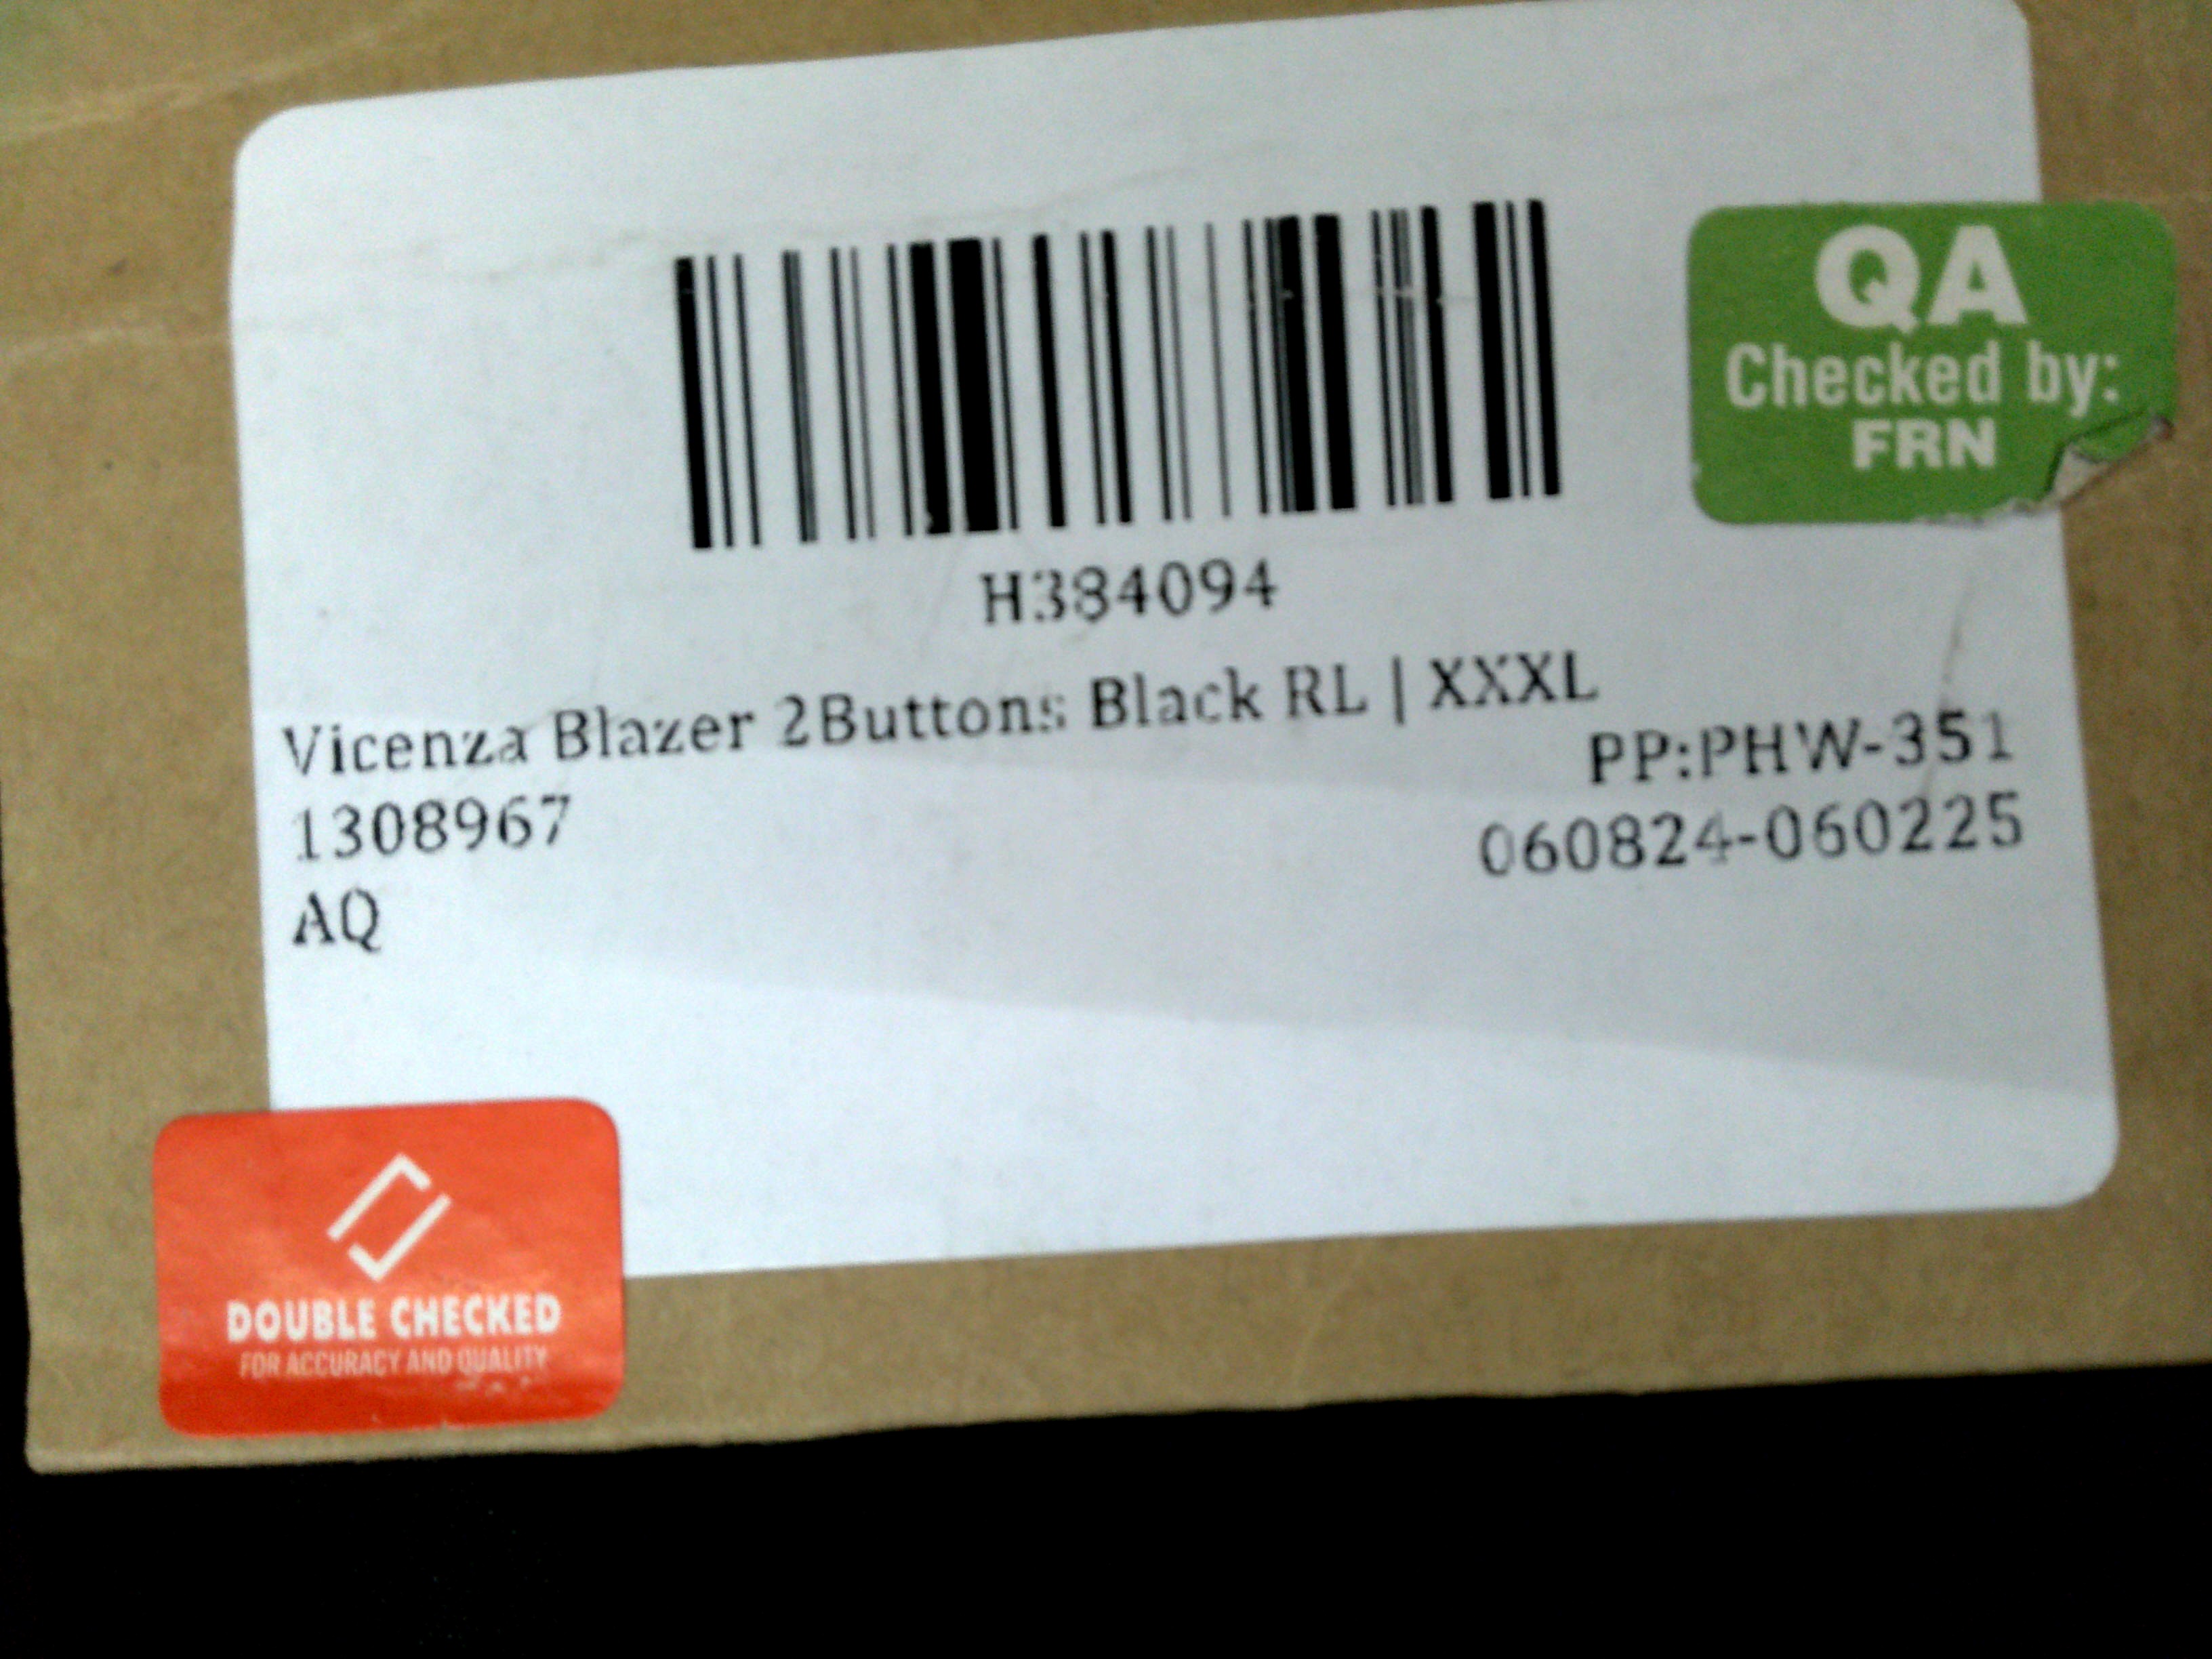 QA
Checked by:
FRN
H384094
Vicenza Blazer 2Buttons Black RL | XXXL
PP:PHW-351
1308967
060824-060225
AQ
DOUBLE CHECKED
FOR ACCURACY AND QUALITY